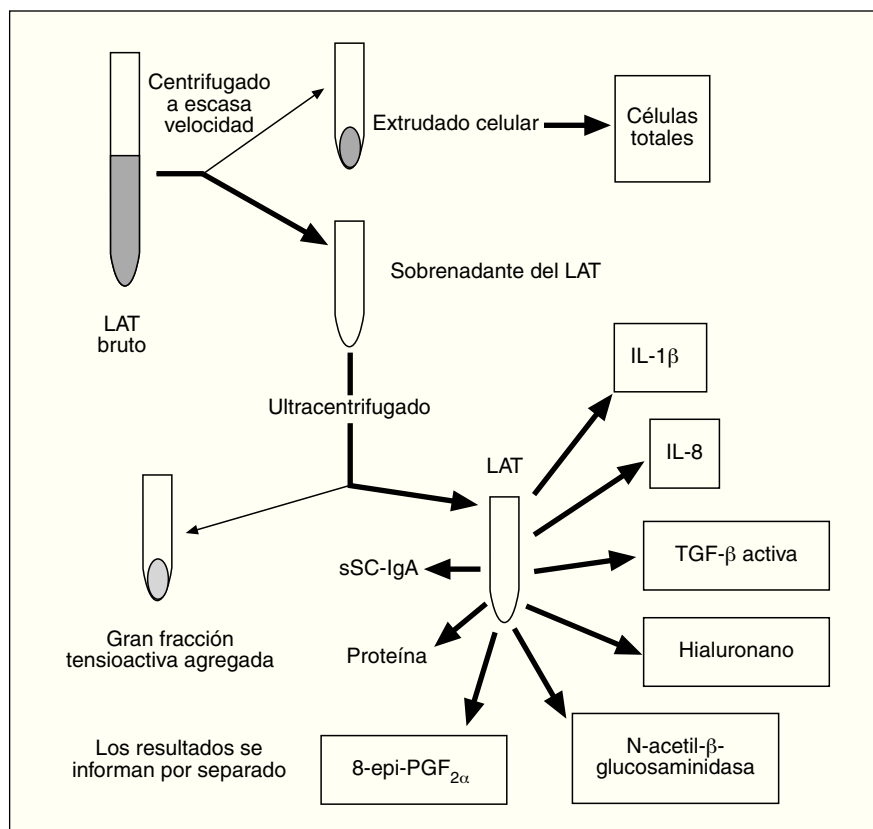 Centrifugado
a escasa
velocidad
Extrudado celular
Células
totales
LAT
bruto
Sobrenadante del LAT
Ultracentrifugado
IL-1β
IL-8
LAT
TGF-β activa
sSC-IgA
Gran fracción
tensioactiva agregada
Proteína
Hialuronano
Los resultados se
informan por separado
8-epi-PGF2α
N-acetil-β-
glucosaminidasa